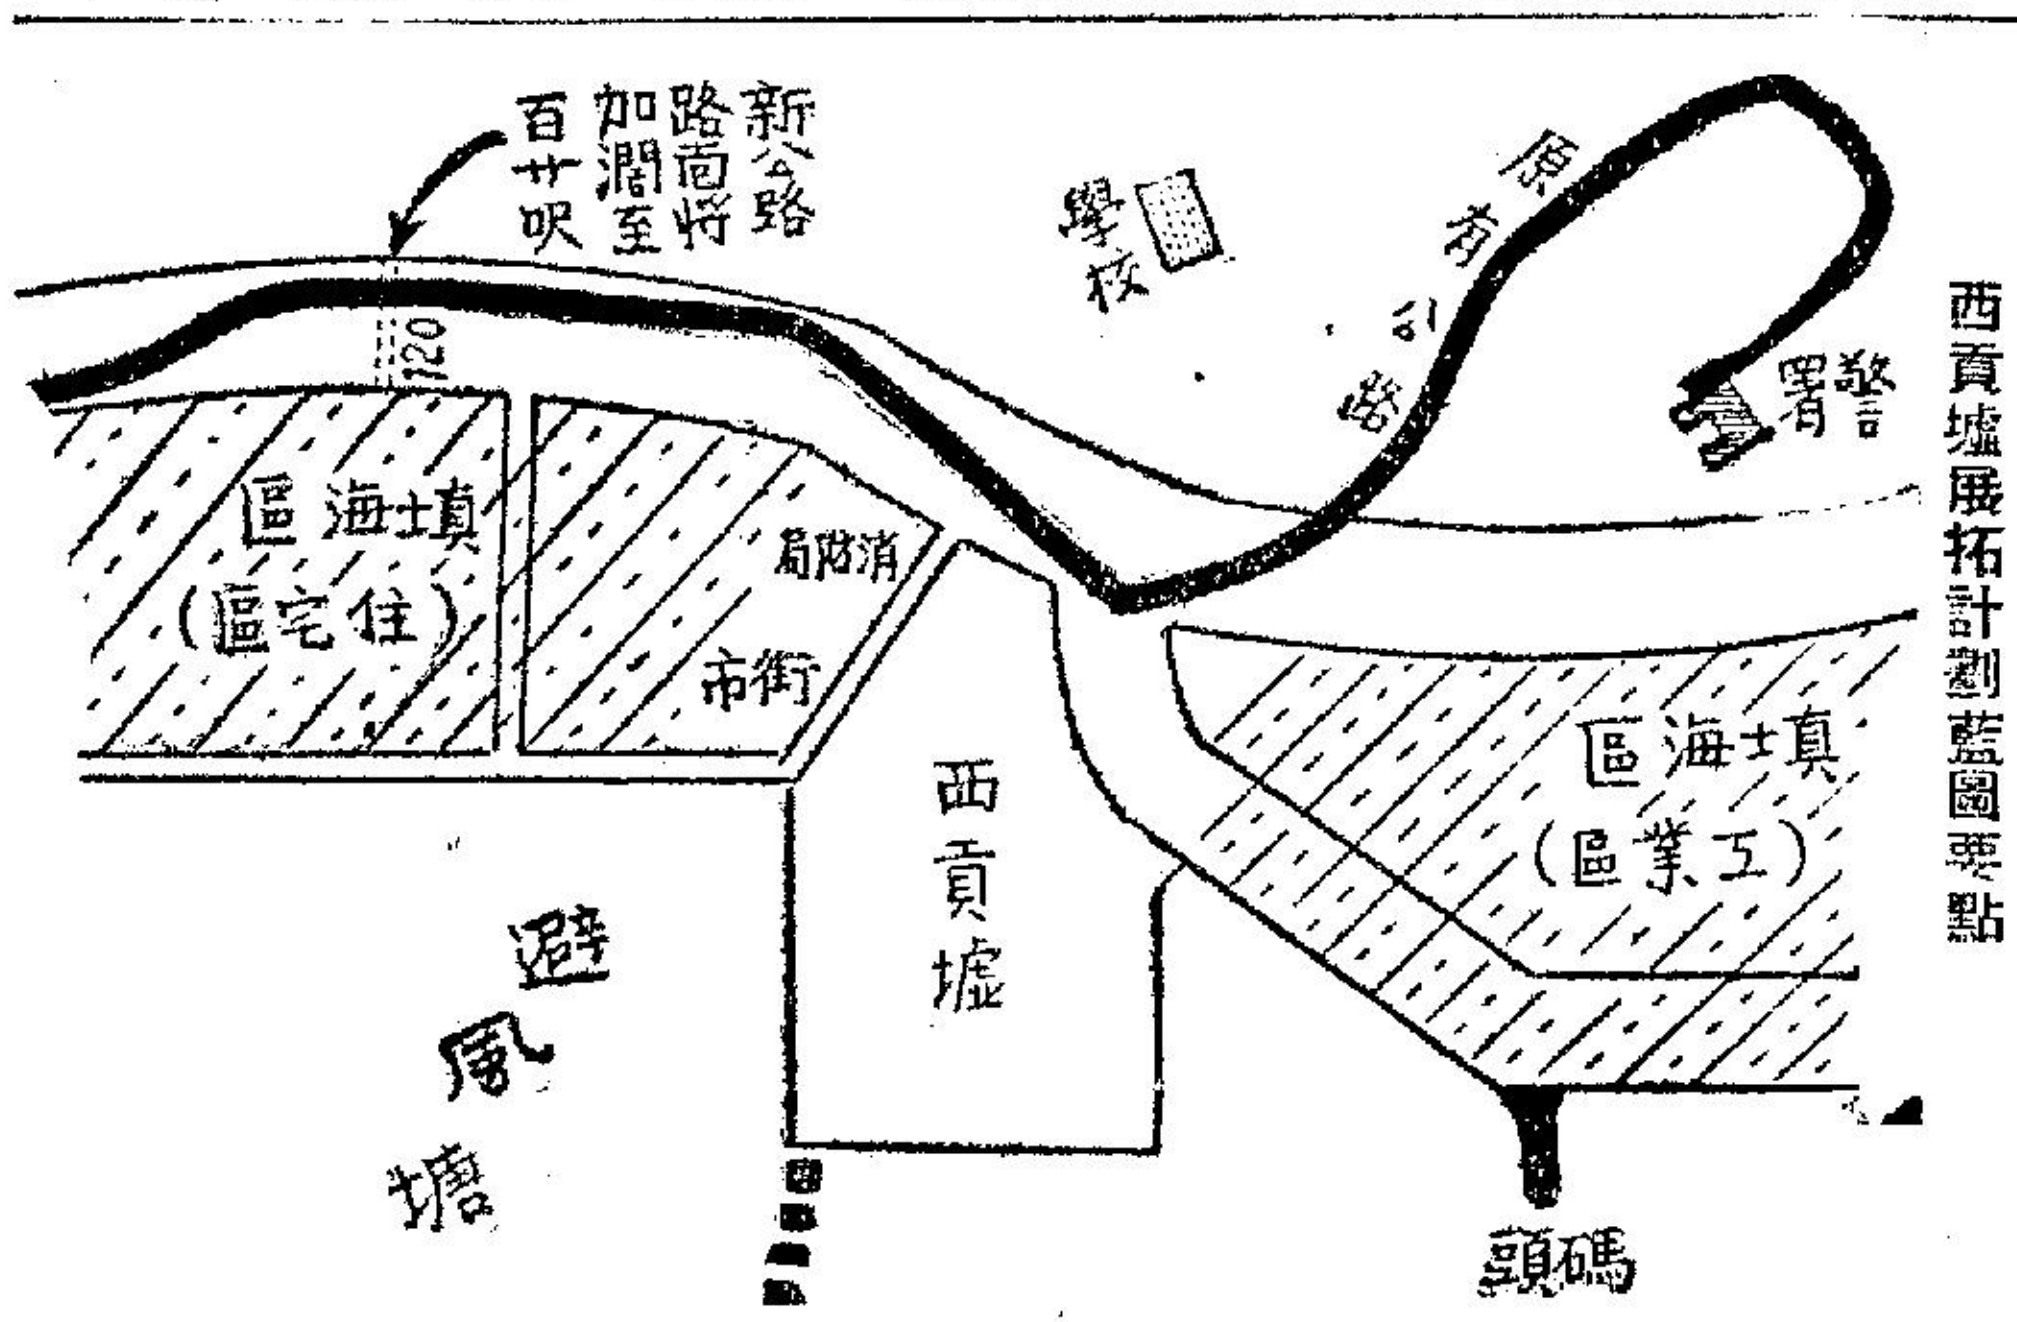 西貢墟展拓計劃藍圖要點
新公路
路尚將
加濶至
百廿呎
120
學校
原有公路
警署
填海區
(住宅區)
消防局
街市
西貢墟
填海區
(工業區)
避風塘
碼頭